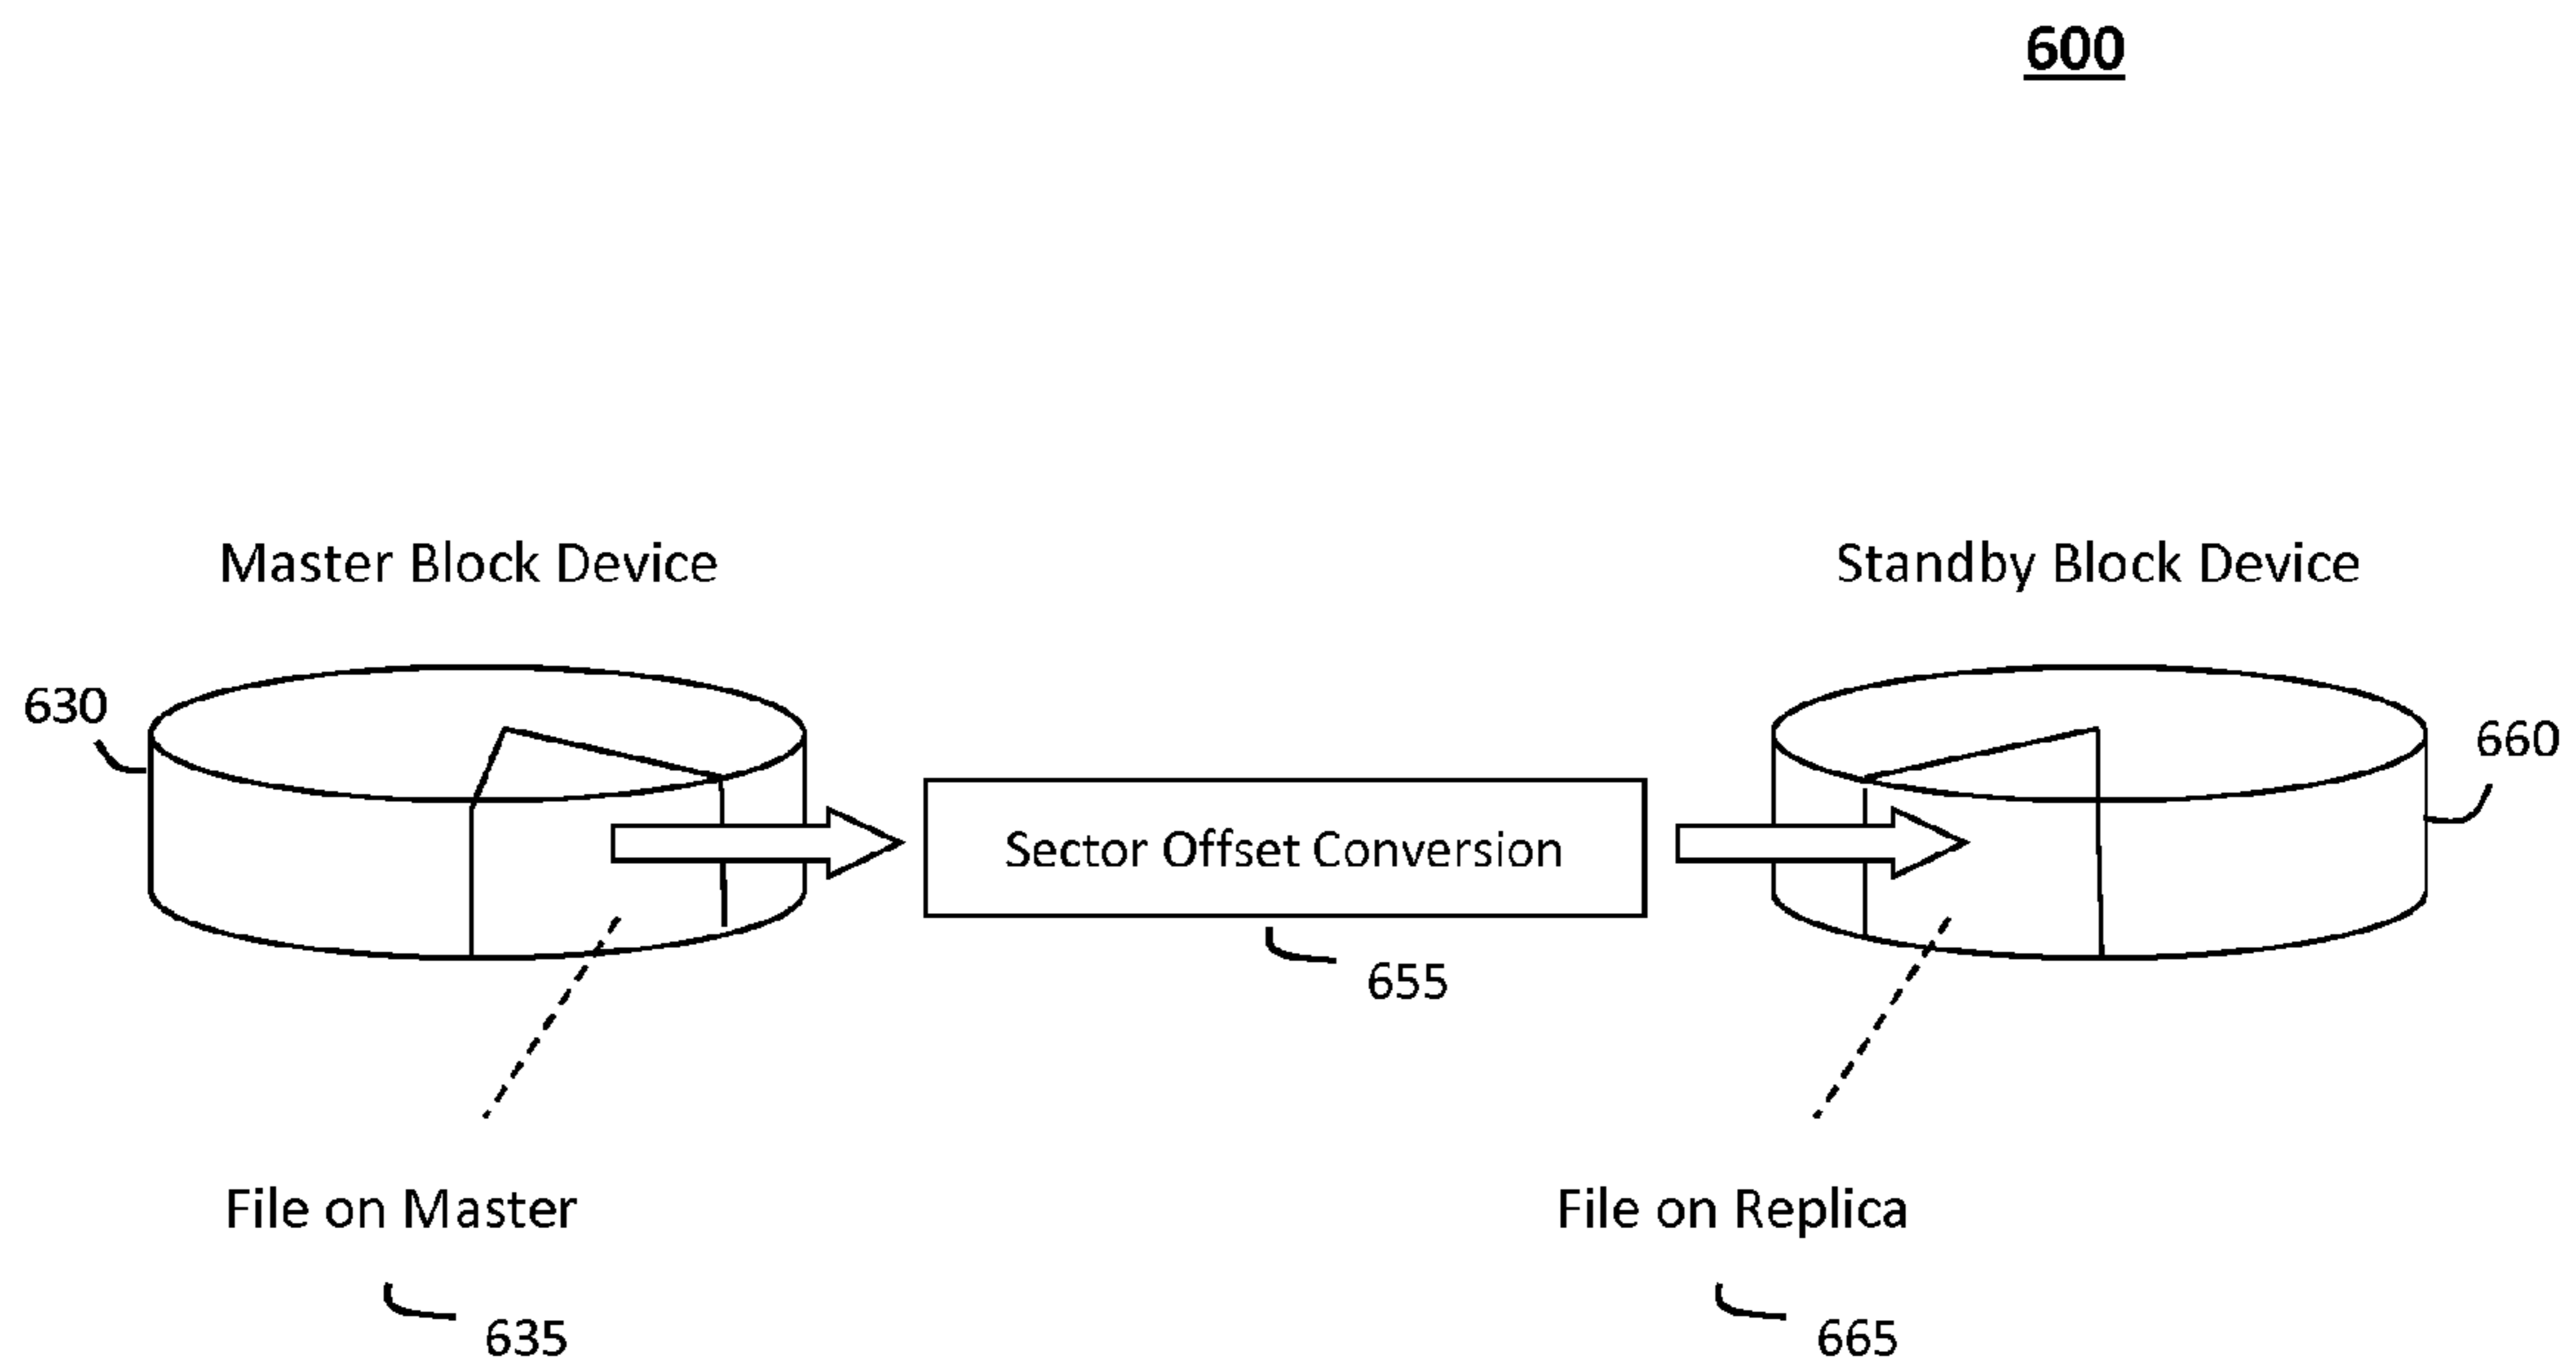 600
Master Block Device
Standby Block Device
630
660
Sector Offset Conversion
655
File on Master
File on Replica
635
665